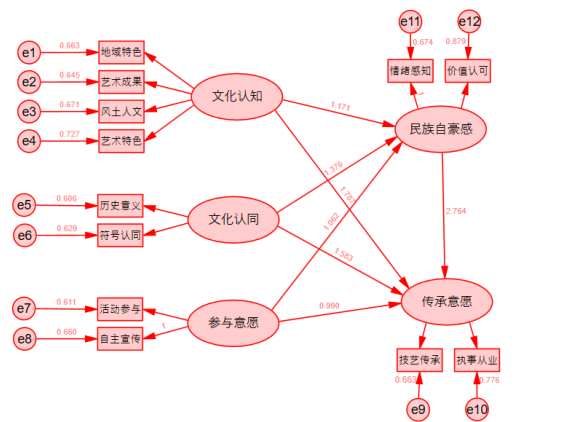 e11
e12
0.674
0.879
e1
0.663
地域特色
情绪感知
价值认可
e2
0.645
艺术成果
文化认知
1
e3
0.671
风土人文
1.171
民族自豪感
e4
0.727
艺术特色
1.376
1.787
e5
0.606
历史意义
文化认同
1.062
2.764
e6
0.629
符号认同
1.583
e7
0.611
活动参与
0.990
传承意愿
参与意愿
e8
0.660
自主宣传
1
技艺传承
执事从业
0.663
0.776
e9
e10